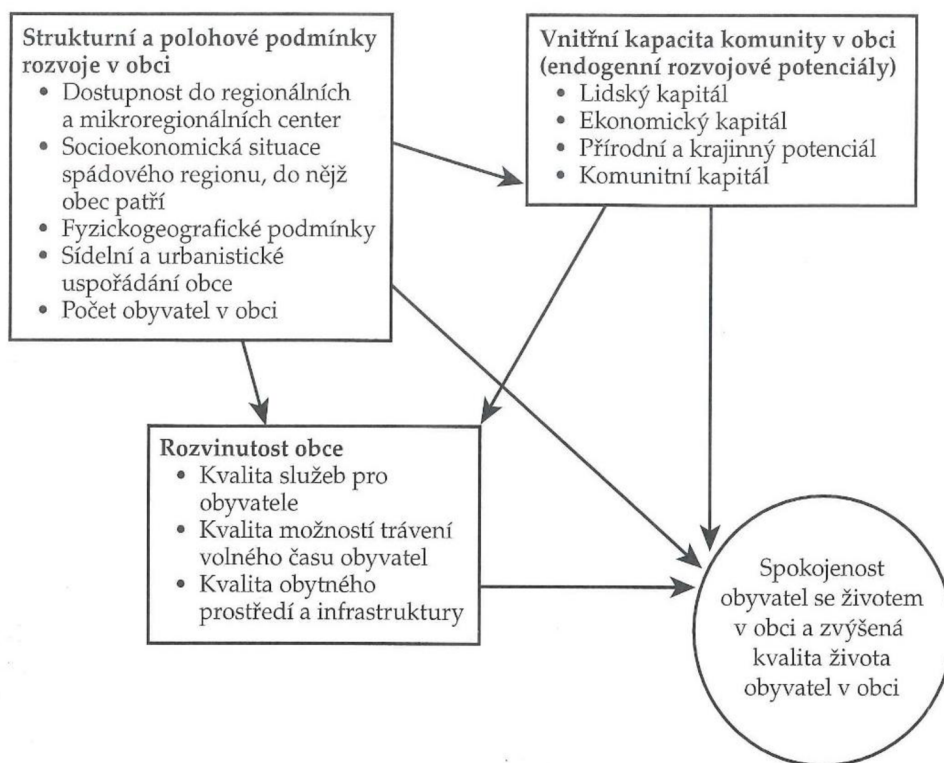 Strukturní a polohové podmínky
rozvoje v obci
• Dostupnost do regionálních
a mikroregionálních center
• Socioekonomická situace
spádového regionu, do nějž
obec patří
• Fyzickogeografické podmínky
• Sídelní a urbanistické
uspořádání obce
• Počet obyvatel v obci
Vnitřní kapacita komunity v obci
(endogenní rozvojové potenciály)
• Lidský kapitál
• Ekonomický kapitál
• Přírodní a krajinný potenciál
• Komunitní kapitál
Rozvinutost obce
• Kvalita služeb pro
obyvatele
• Kvalita možností trávení
volného času obyvatel
• Kvalita obytného
prostředí a infrastruktury
Spokojenost
obyvatel se životem
v obci a zvýšená
kvalita života
obyvatel v obci